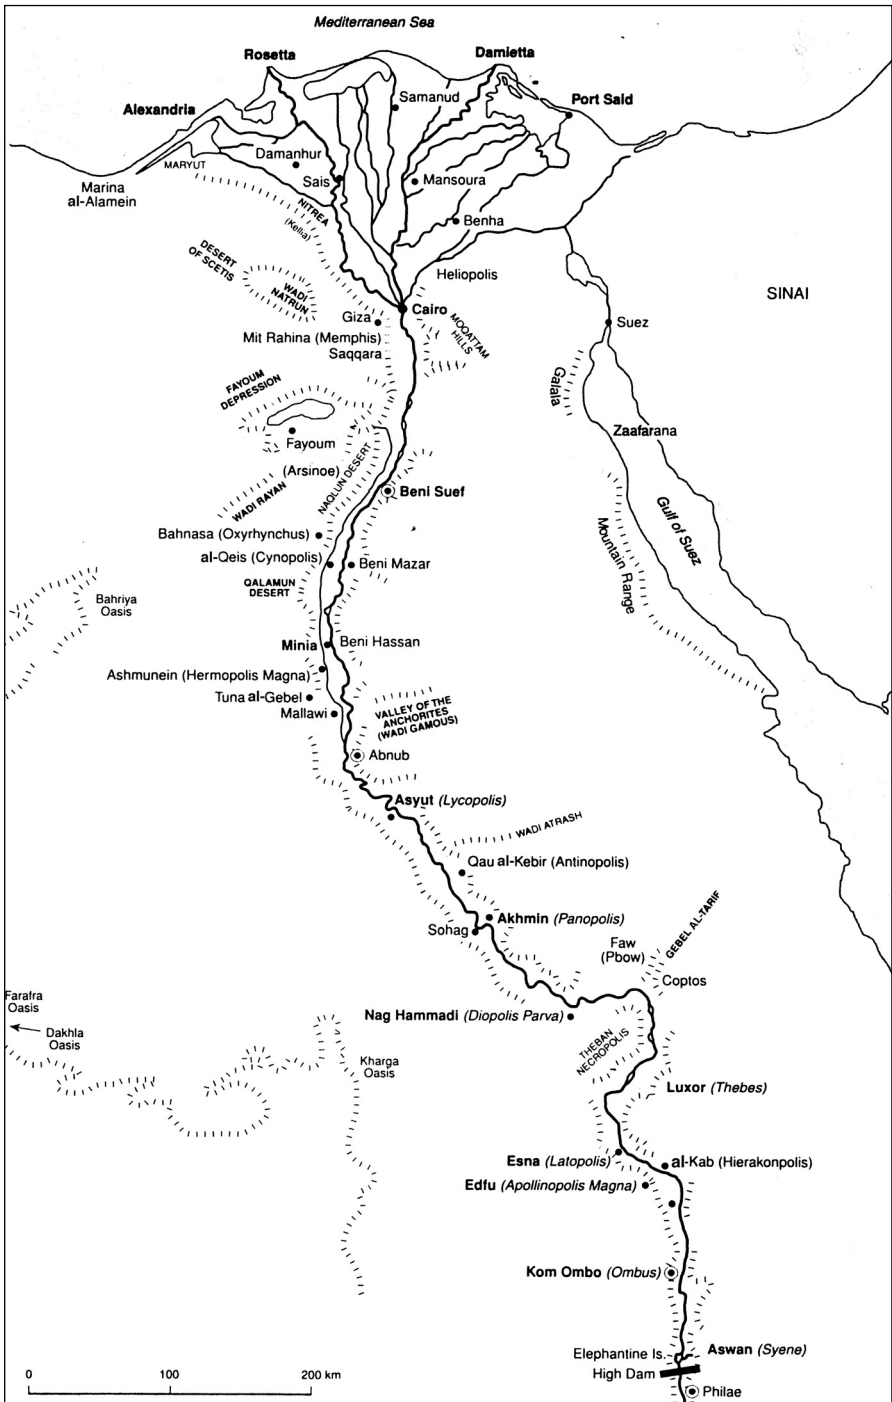 Mediterranean Sea
Rosetta
Damietta
Alexandria
Samanud
Port Said
Damanhur
MARYUT
Sais
Mansoura
Marina
al-Alamein
NITREA
(Kellia)
Benha
DESERT
OF SCETIS
WADI
NATRUN
Heliopolis
SINAI
Giza
Cairo
MOQATTAM
HILLS
Suez
Mit Rahina (Memphis)
Saqqara
FAYOUM
DEPRESSION
Galala
Fayoum
Zaafarana
(Arsinoe)
NAQLUN DESERT
WADI RAYAN
Beni Suef
Gulf of Suez
Bahnasa (Oxyrhynchus)
Mountain Range
al-Qeis (Cynopolis)
Beni Mazar
QALAMUN
DESERT
Bahriya
Oasis
Minia
Beni Hassan
Ashmunein (Hermopolis Magna)
Tuna al-Gebel
Mallawi
VALLEY OF THE
ANCHORITES
(WADI GAMOUS)
Abnub
Asyut (Lycopolis)
WADI ATRASH
Qau al-Kebir (Antinopolis)
Akhmin (Panopolis)
Sohag
Faw
(Pbow)
GEBEL AL-TARIF
Coptos
Farafra
Oasis
Dakhla
Oasis
Nag Hammadi (Diopolis Parva)
THEBAN
NECROPOLIS
Kharga
Oasis
Luxor (Thebes)
Esna (Latopolis)
al-Kab (Hierakonpolis)
Edfu (Apollinopolis Magna)
Kom Ombo (Ombus)
Elephantine Is.
Aswan (Syene)
High Dam
Philae
0 100 200 km